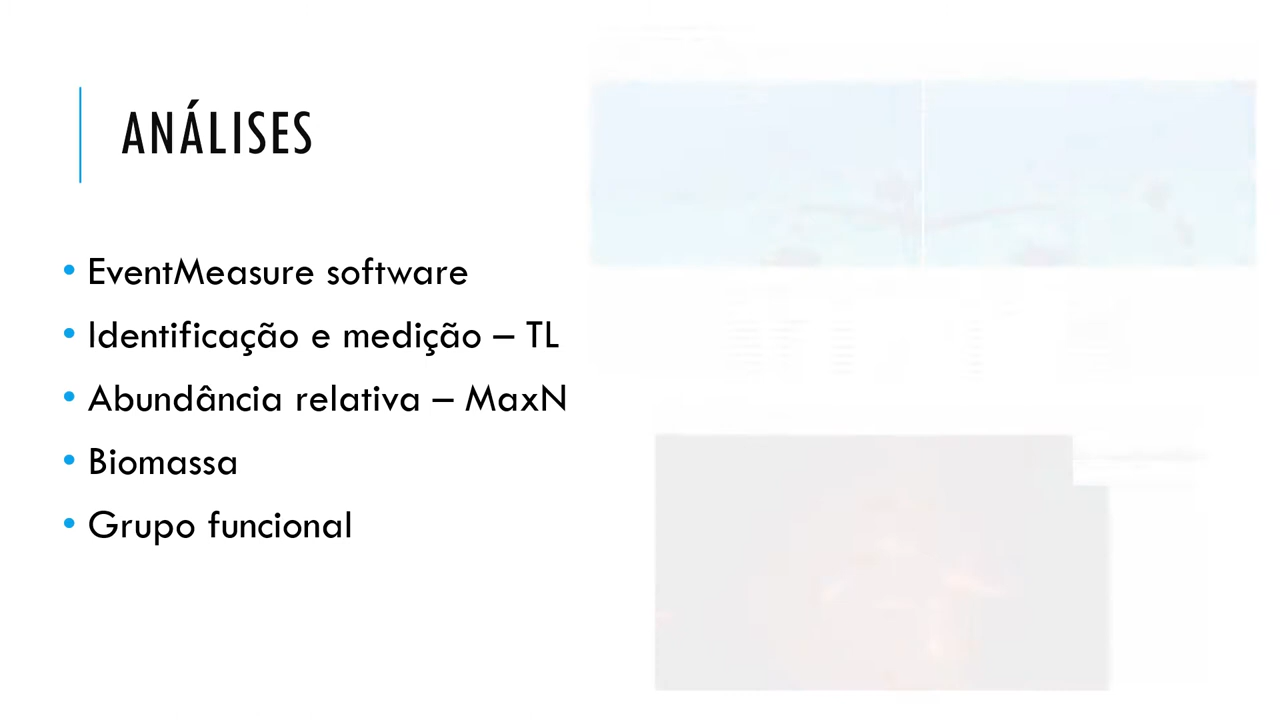 ANÁLISES
• EventMeasure software
• Identificação e medição – TL
• Abundância relativa – MaxN
• Biomassa
• Grupo funcional